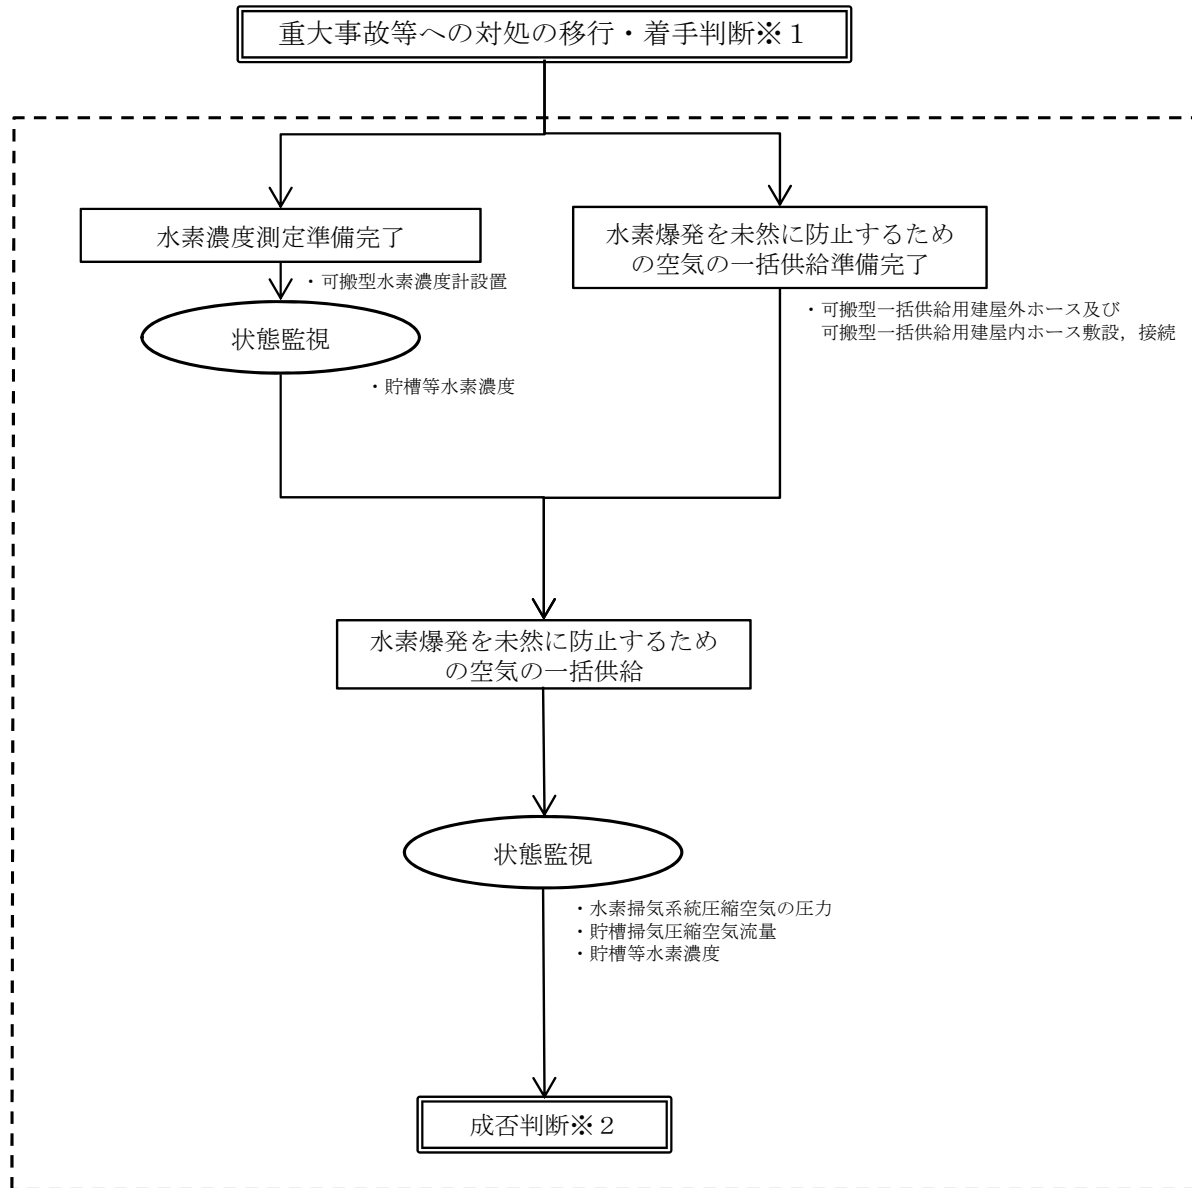 重大事故等への対処の移行・着手判断※１
水素濃度測定準備完了
・可搬型水素濃度計設置
状態監視
・貯槽等水素濃度
水素爆発を未然に防止するため
の空気の一括供給準備完了
・可搬型一括供給用建屋外ホース及び
可搬型一括供給用建屋内ホース敷設，接続
水素爆発を未然に防止するため
の空気の一括供給
状態監視
・水素掃気系統圧縮空気の圧力
・貯槽掃気圧縮空気流量
・貯槽等水素濃度
成否判断※２